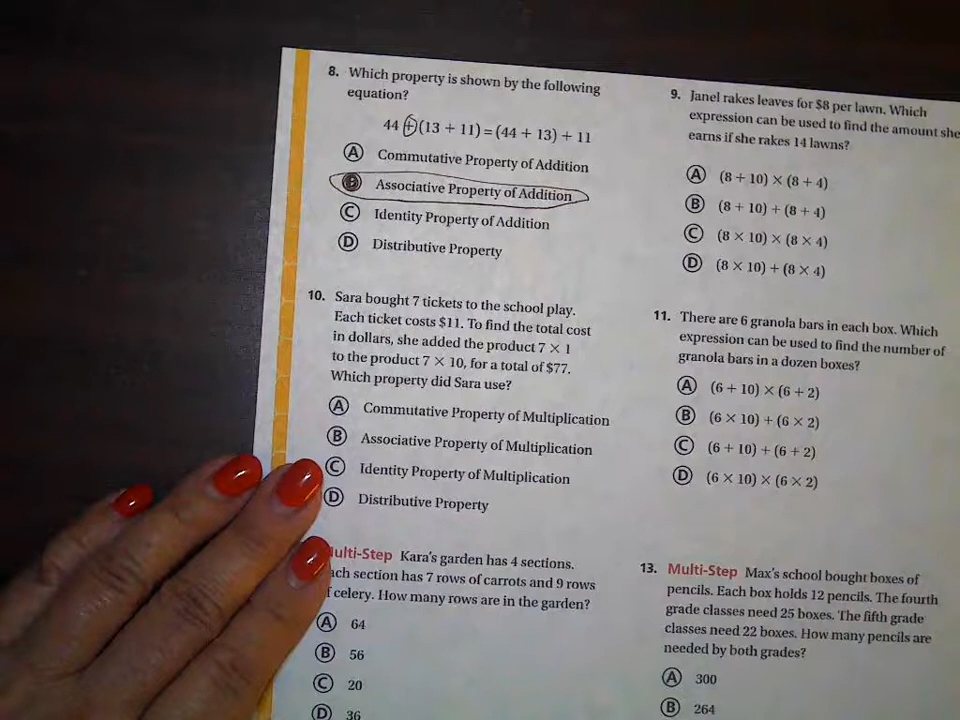 8. Which property is shown by the following
equation?
44 + (13 + 11) = (44 + 13) + 11
A Commutative Property of Addition
B Associative Property of Addition
C Identity Property of Addition
D Distributive Property
9. Janel rakes leaves for $8 per lawn. Which
expression can be used to find the amount she
earns if she rakes 14 lawns?
A (8 + 10) × (8 + 4)
B (8 + 10) + (8 + 4)
C (8 × 10) × (8 × 4)
D (8 × 10) + (8 × 4)
10. Sara bought 7 tickets to the school play.
Each ticket costs $11. To find the total cost
in dollars, she added the product 7 × 1
to the product 7 × 10, for a total of $77.
Which property did Sara use?
A Commutative Property of Multiplication
B Associative Property of Multiplication
C Identity Property of Multiplication
D Distributive Property
11. There are 6 granola bars in each box. Which
expression can be used to find the number of
granola bars in a dozen boxes?
A (6 + 10) × (6 + 2)
B (6 × 10) + (6 × 2)
C (6 + 10) + (6 + 2)
D (6 × 10) × (6 × 2)
ulti-Step Kara's garden has 4 sections.
ach section has 7 rows of carrots and 9 rows
f celery. How many rows are in the garden?
A 64
B 56
C 20
D 36
13. Multi-Step Max's school bought boxes of
pencils. Each box holds 12 pencils. The fourth
grade classes need 25 boxes. The fifth grade
classes need 22 boxes. How many pencils are
needed by both grades?
A 300
B 264